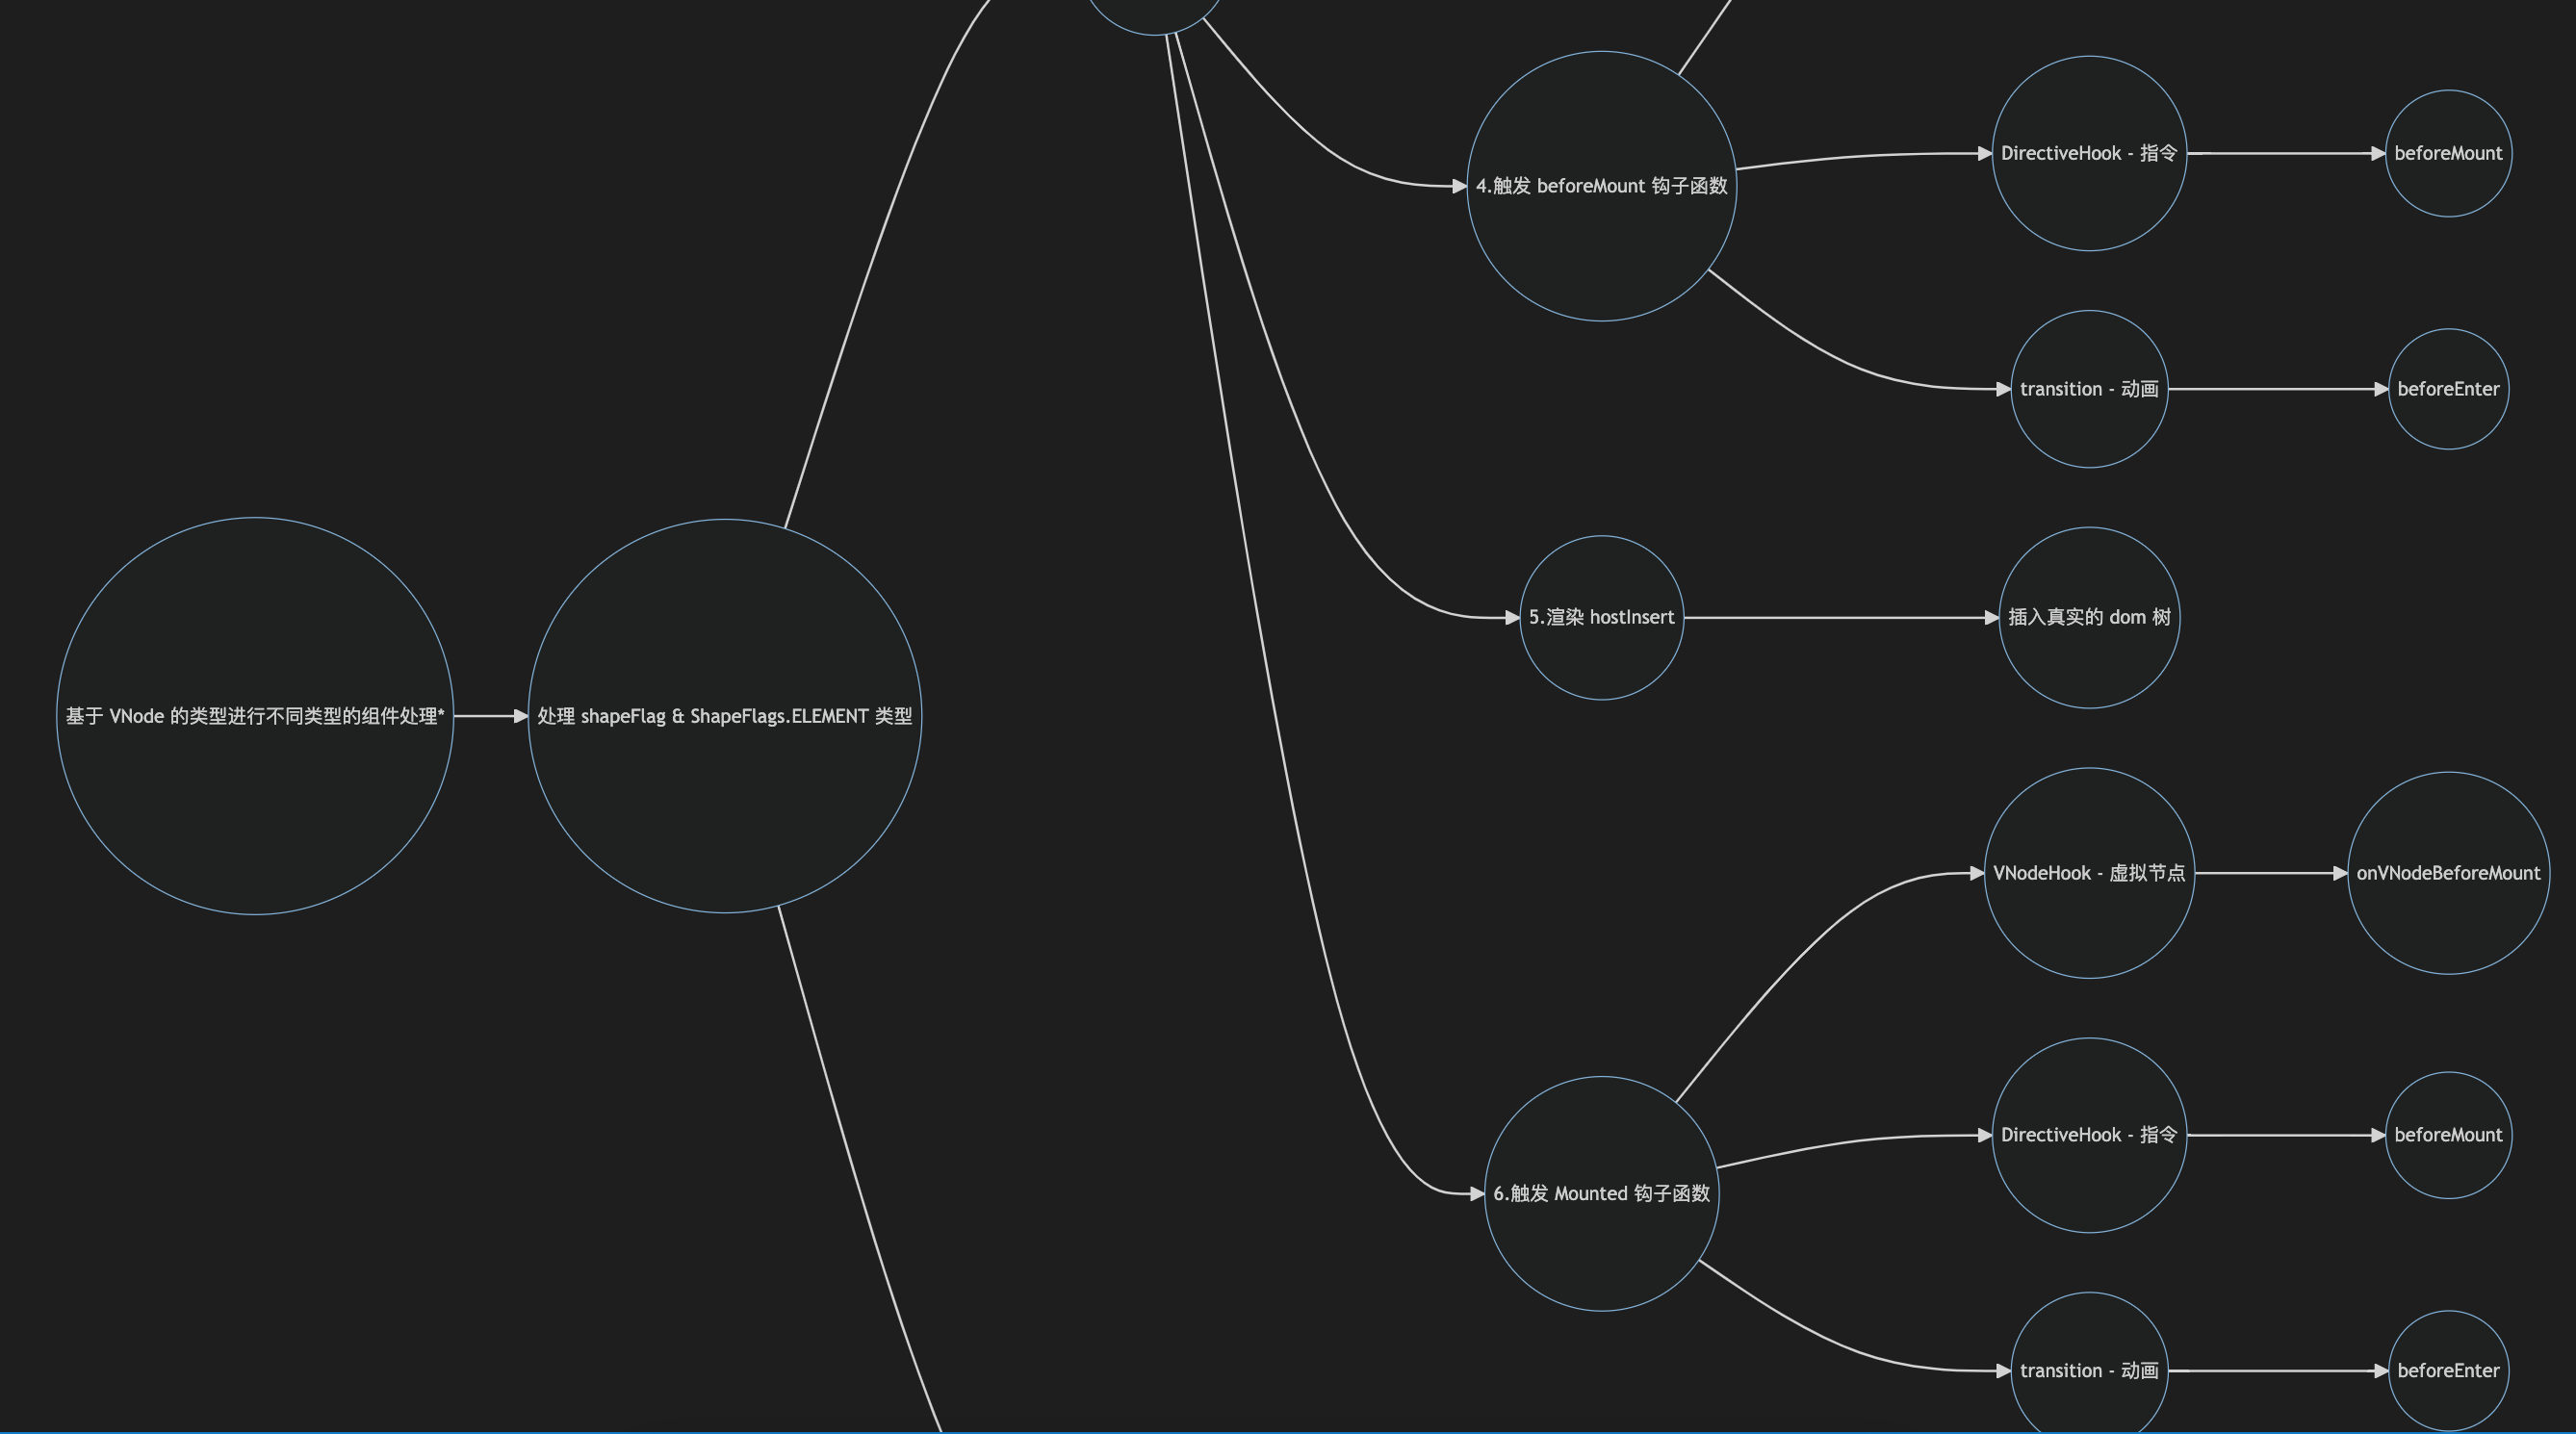 基于 VNode 的类型进行不同类型的组件处理*
处理 shapeFlag & ShapeFlags.ELEMENT 类型
4.触发 beforeMount 钩子函数
DirectiveHook - 指令
beforeMount
transition - 动画
beforeEnter
5.渲染 hostInsert
插入真实的 dom 树
6.触发 Mounted 钩子函数
VNodeHook - 虚拟节点
onVNodeBeforeMount
DirectiveHook - 指令
beforeMount
transition - 动画
beforeEnter